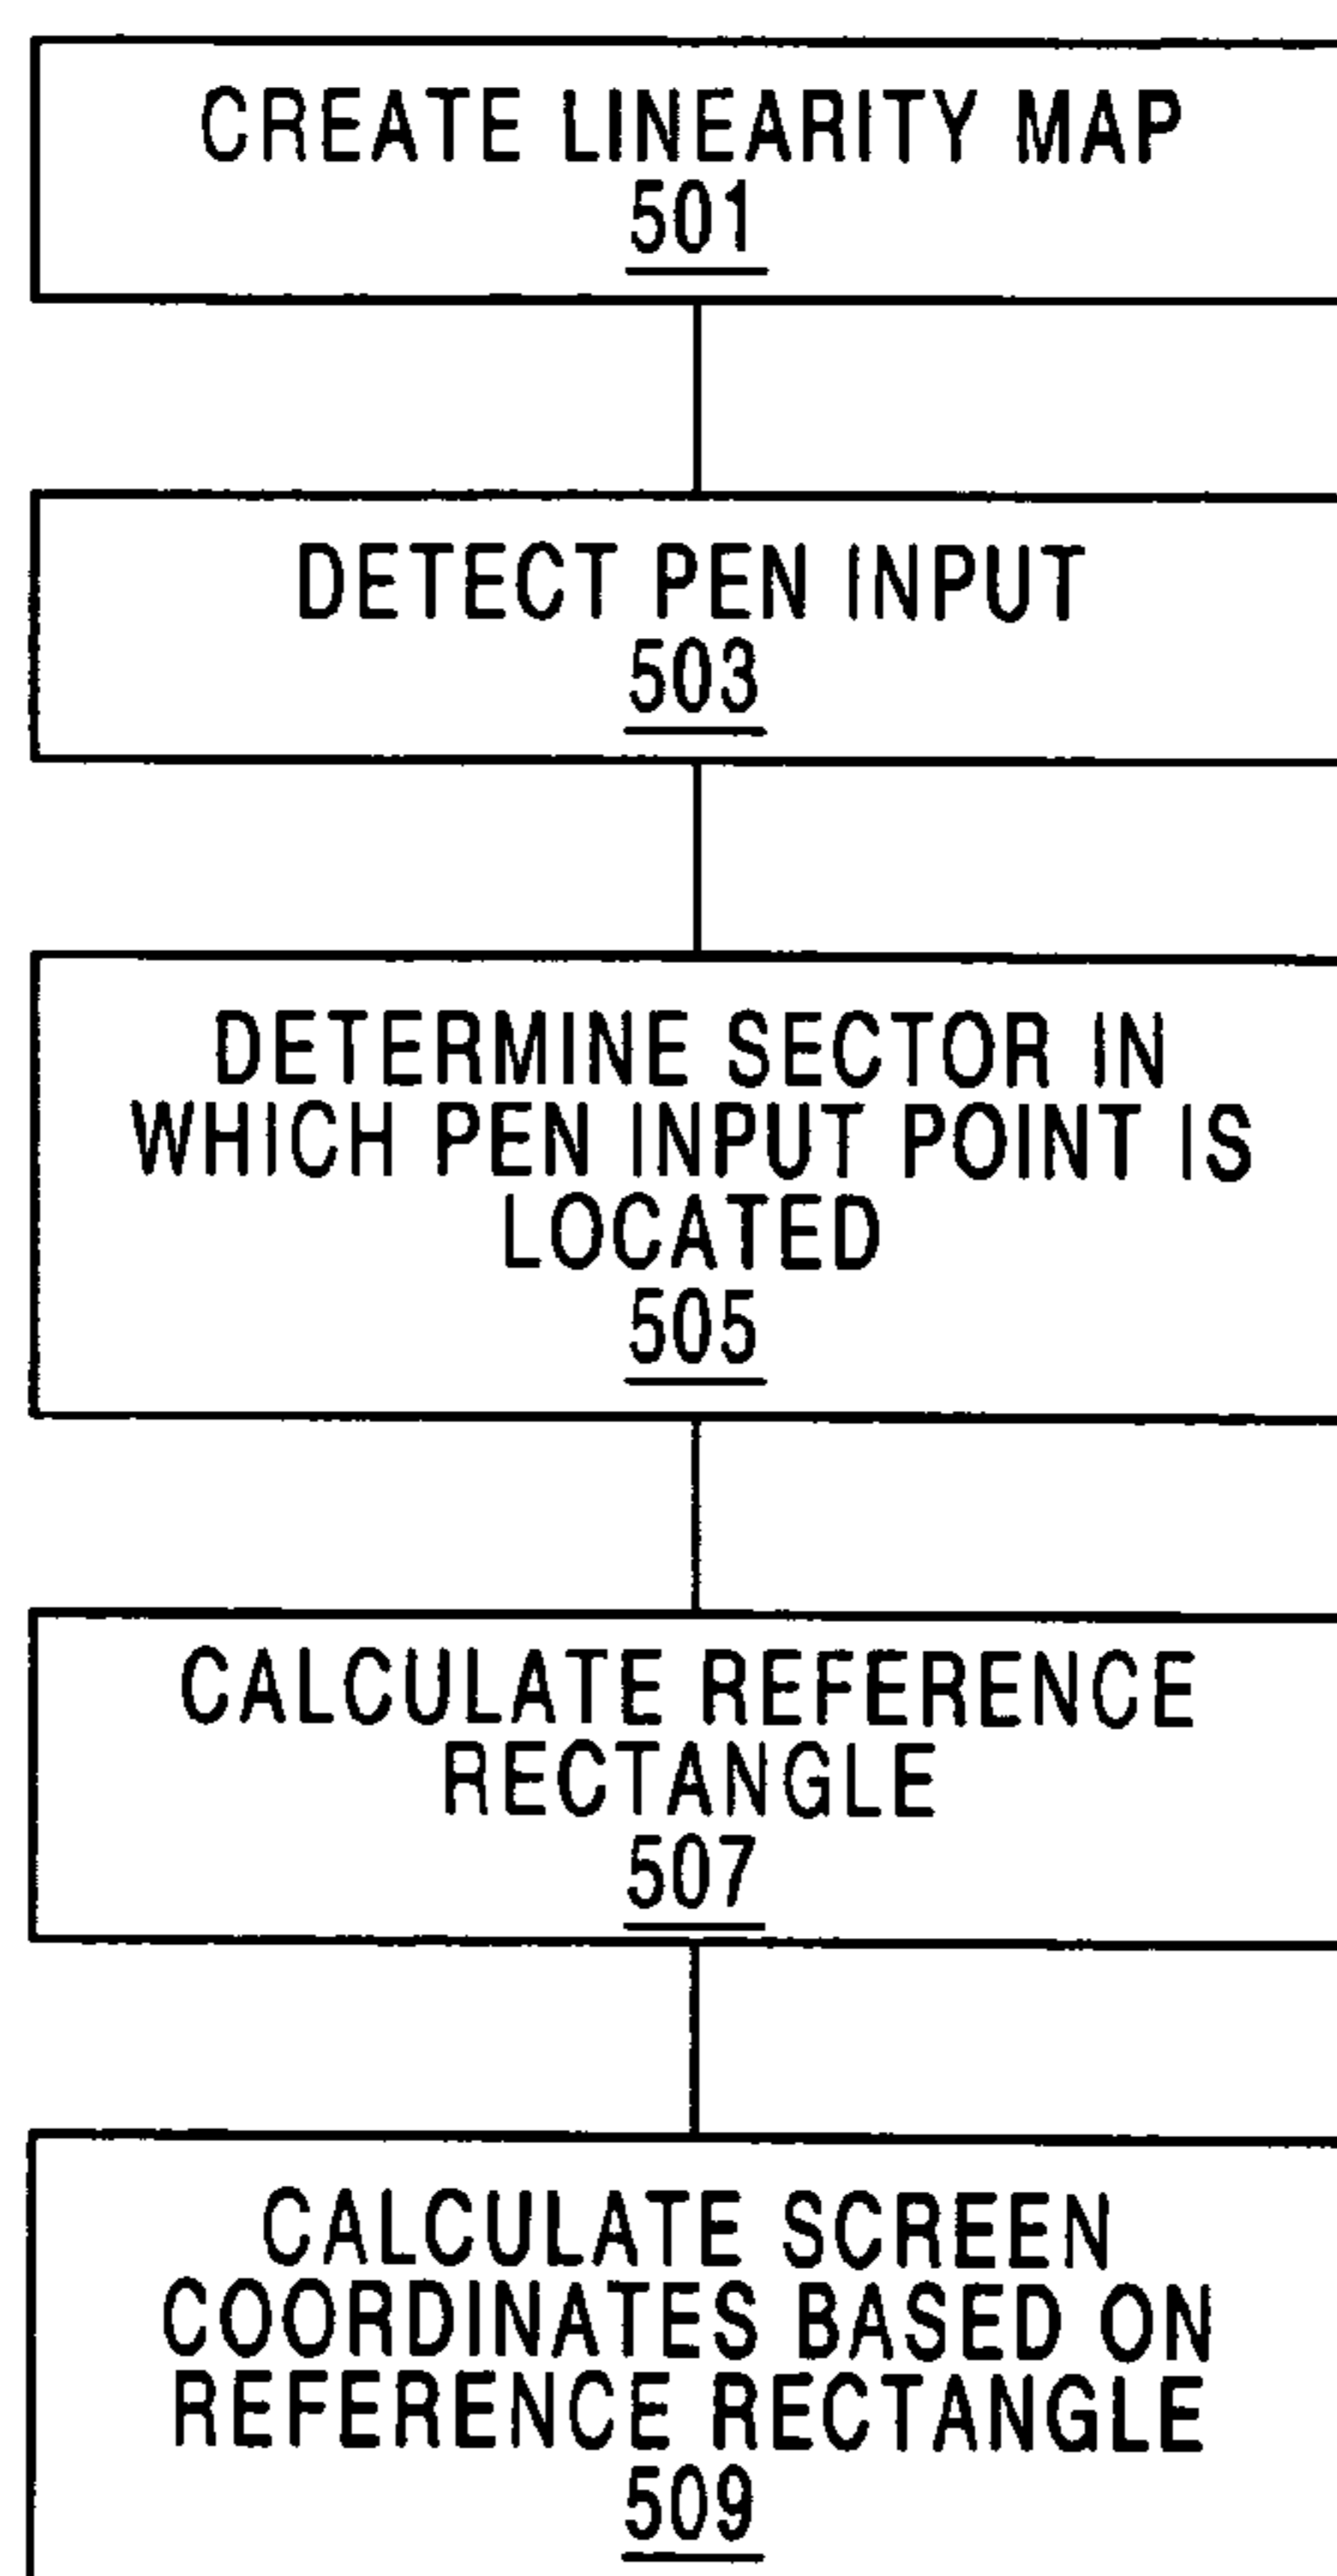 CREATE LINEARITY MAP
501
DETECT PEN INPUT
503
DETERMINE SECTOR IN
WHICH PEN INPUT POINT IS
LOCATED
505
CALCULATE REFERENCE
RECTANGLE
507
CALCULATE SCREEN
COORDINATES BASED ON
REFERENCE RECTANGLE
509